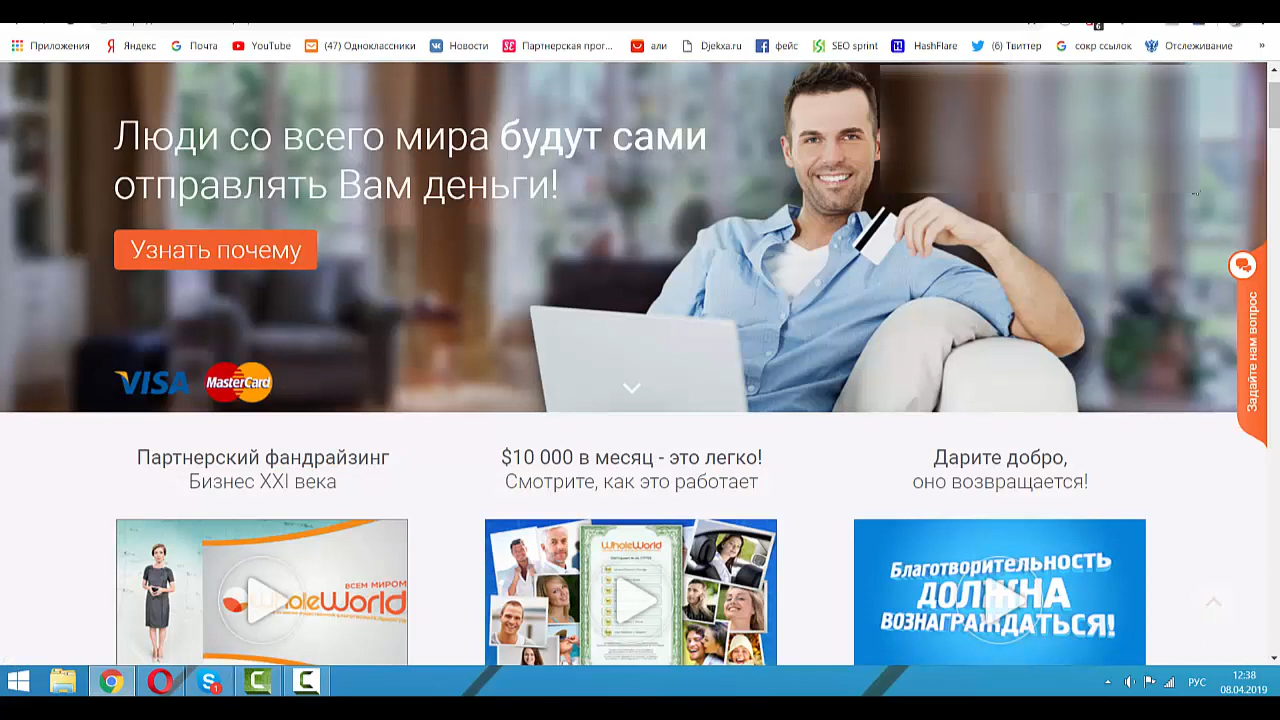 Приложения Яндекс Почта YouTube (47) Одноклассники Новости Партнерская прог... али Djekxa.ru фейс SEO sprint HashFlare (6) Твиттер сокр ссылок Отслеживание »
Люди со всего мира будут сами
отправлять Вам деньги!
Узнать почему
VISA MasterCard
Задайте нам вопрос
Партнерский фандрайзинг
Бизнес XXI века
$10 000 в месяц - это легко!
Смотрите, как это работает
Дарите добро,
оно возвращается!
ВСЕМ МИРОМ
WholeWorld
WholeWorld
Благотворительность
ДОЛЖНА
ВОЗНАГРАЖДАТЬСЯ!
РУС
12:38
08.04.2019